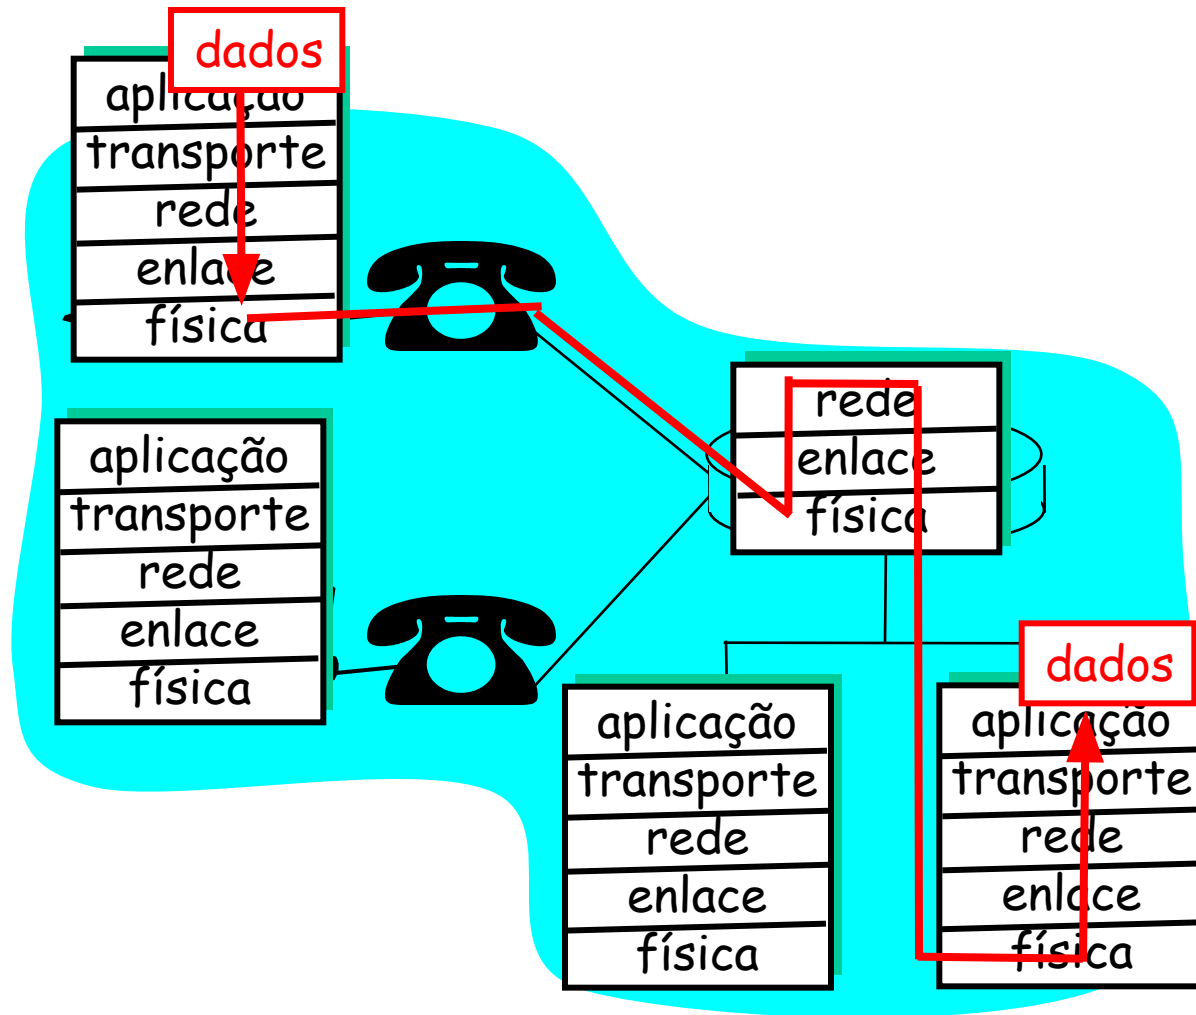 dados
aplicação
transporte
rede
enlace
física
aplicação
transporte
rede
enlace
física
rede
enlace
física
aplicação
transporte
rede
enlace
física
dados
aplicação
transporte
rede
enlace
física